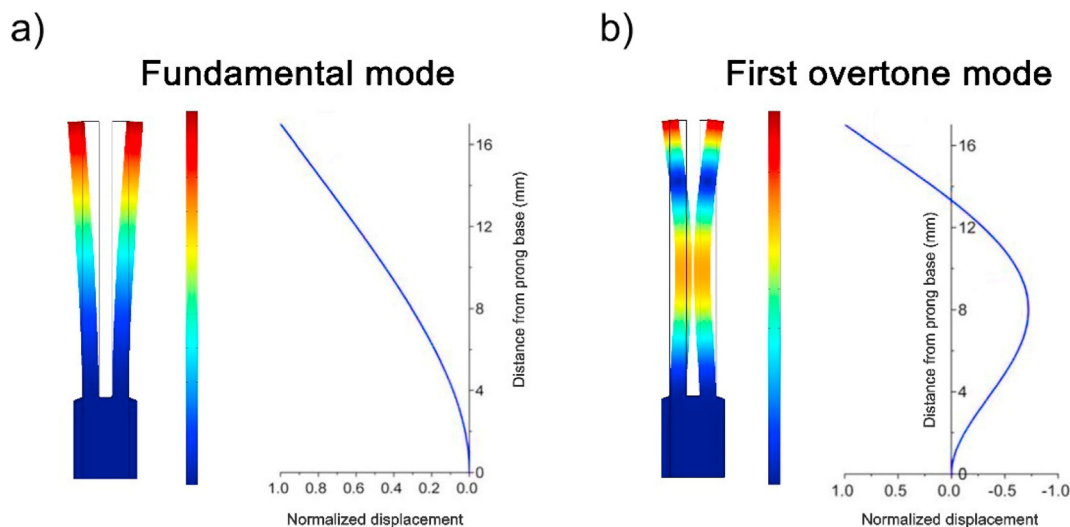 a)
Fundamental mode
16
12
8
4
0
Distance from prong base (mm)
1.0 0.8 0.6 0.4 0.2 0.0
Normalized displacement
b)
First overtone mode
16
12
8
4
0
Distance from prong base (mm)
1.0 0.5 0.0 -0.5 -1.0
Normalized displacement